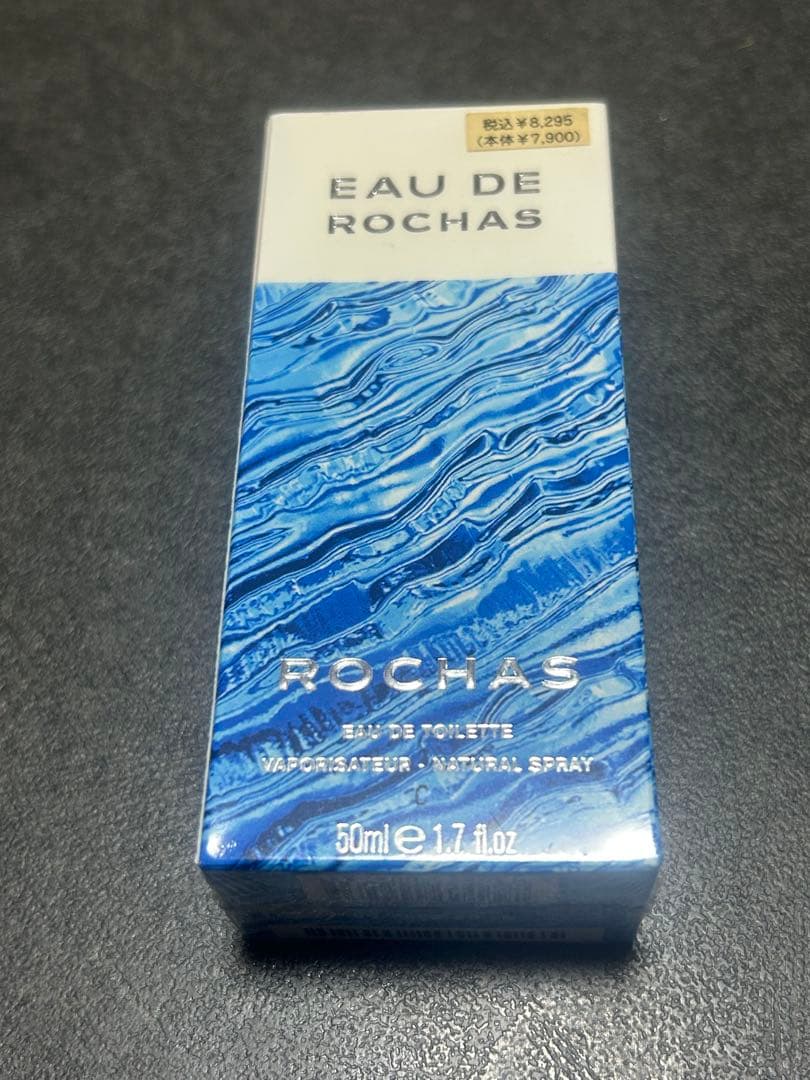 税込￥8,295
(本体￥7,900)
EAU DE
ROCHAS
ROCHAS
EAU DE TOILETTE
VAPORISATEUR • NATURAL SPRAY
C
50ml e 1.7 fl.oz